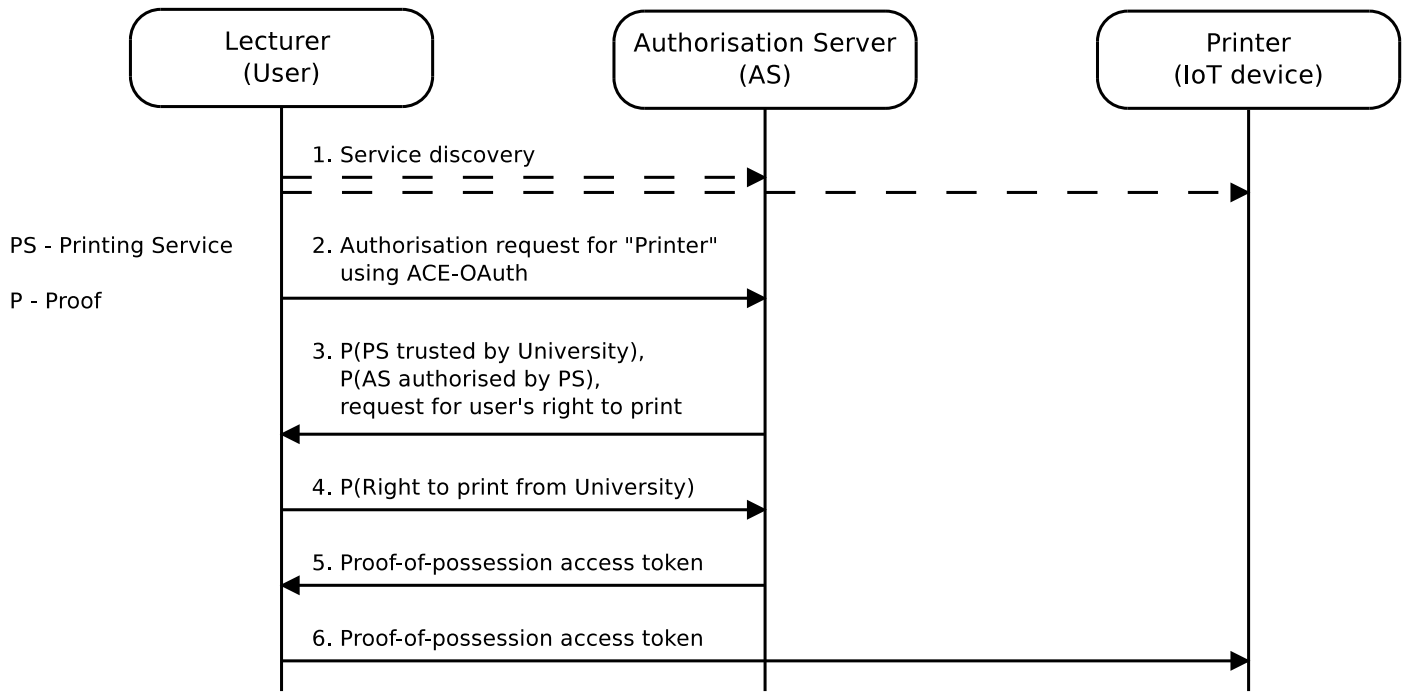 Lecturer
(User)
Authorisation Server
(AS)
Printer
(IoT device)
1. Service discovery
PS - Printing Service
P - Proof
2. Authorisation request for "Printer"
using ACE-OAuth
3. P(PS trusted by University),
P(AS authorised by PS),
request for user's right to print
4. P(Right to print from University)
5. Proof-of-possession access token
6. Proof-of-possession access token